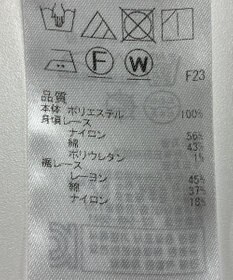 F W
F23
品質
本体 ポリエステル 100%
身頃レース
ナイロン 56%
綿 43%
ポリウレタン 1%
裾レース
レーヨン 45%
綿 37%
ナイロン 18%